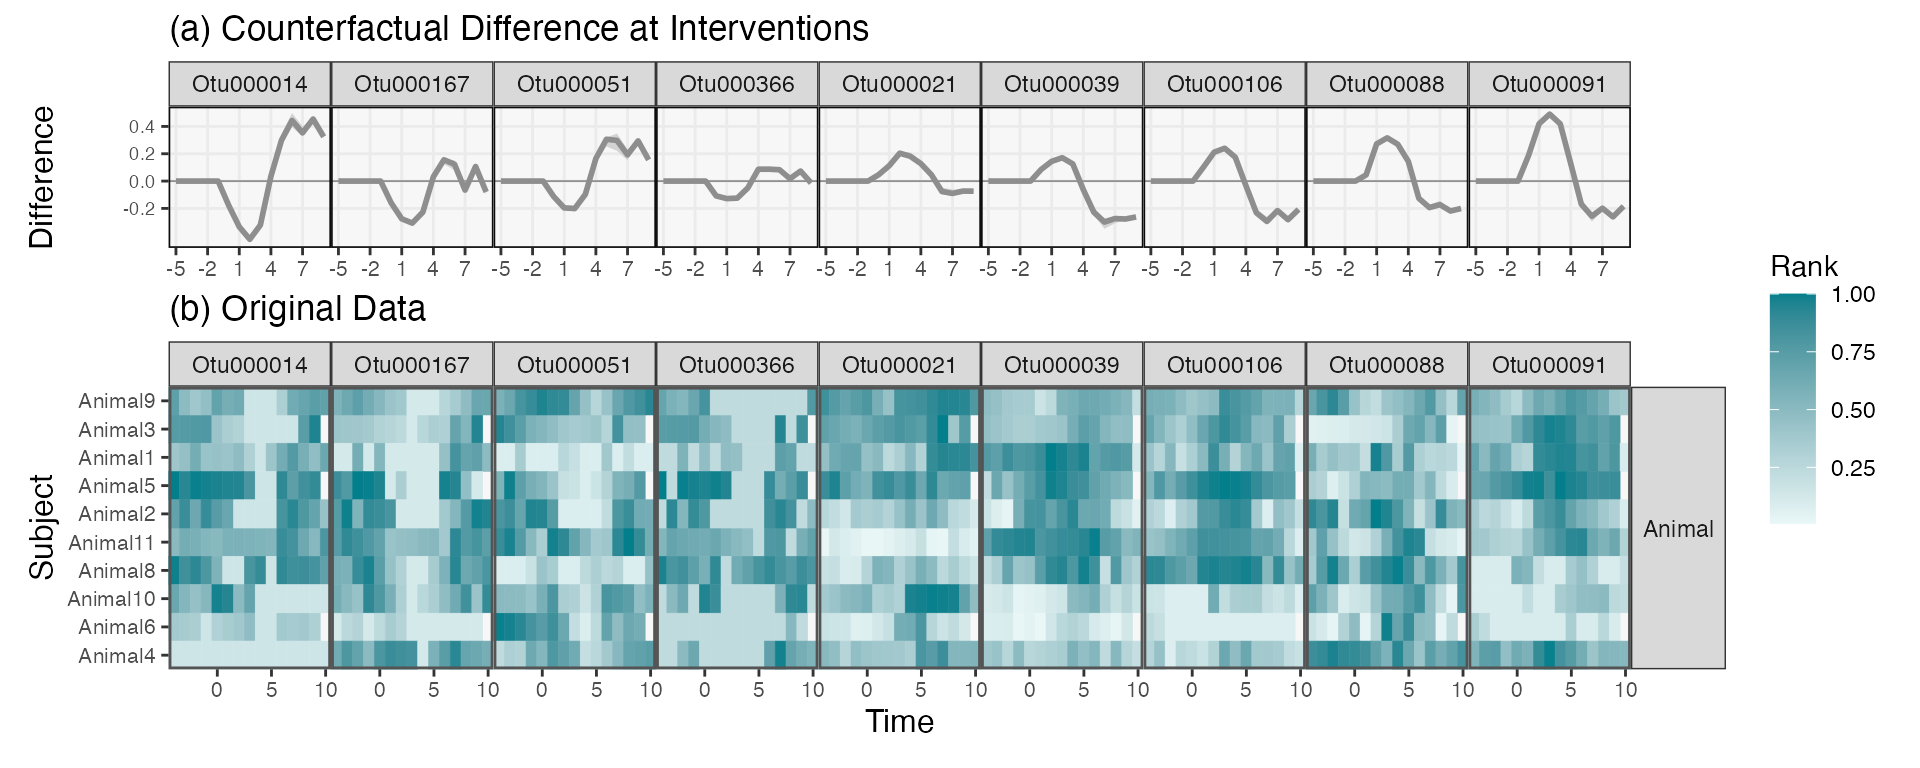 (a) Counterfactual Difference at Interventions
Otu000014 Otu000167 Otu000051 Otu000366 Otu000021 Otu000039 Otu000106 Otu000088 Otu000091
Difference
0.4
0.2
0.0
-0.2
-5 -2 1 4 7 -5 -2 1 4 7 -5 -2 1 4 7 -5 -2 1 4 7 -5 -2 1 4 7 -5 -2 1 4 7 -5 -2 1 4 7 -5 -2 1 4 7 -5 -2 1 4 7
(b) Original Data
Otu000014 Otu000167 Otu000051 Otu000366 Otu000021 Otu000039 Otu000106 Otu000088 Otu000091
Subject
Animal9
Animal3
Animal1
Animal5
Animal2
Animal11
Animal8
Animal10
Animal6
Animal4
Animal
0 5 10 0 5 10 0 5 10 0 5 10 0 5 10 0 5 10 0 5 10 0 5 10 0 5 10
Time
Rank
1.00
0.75
0.50
0.25